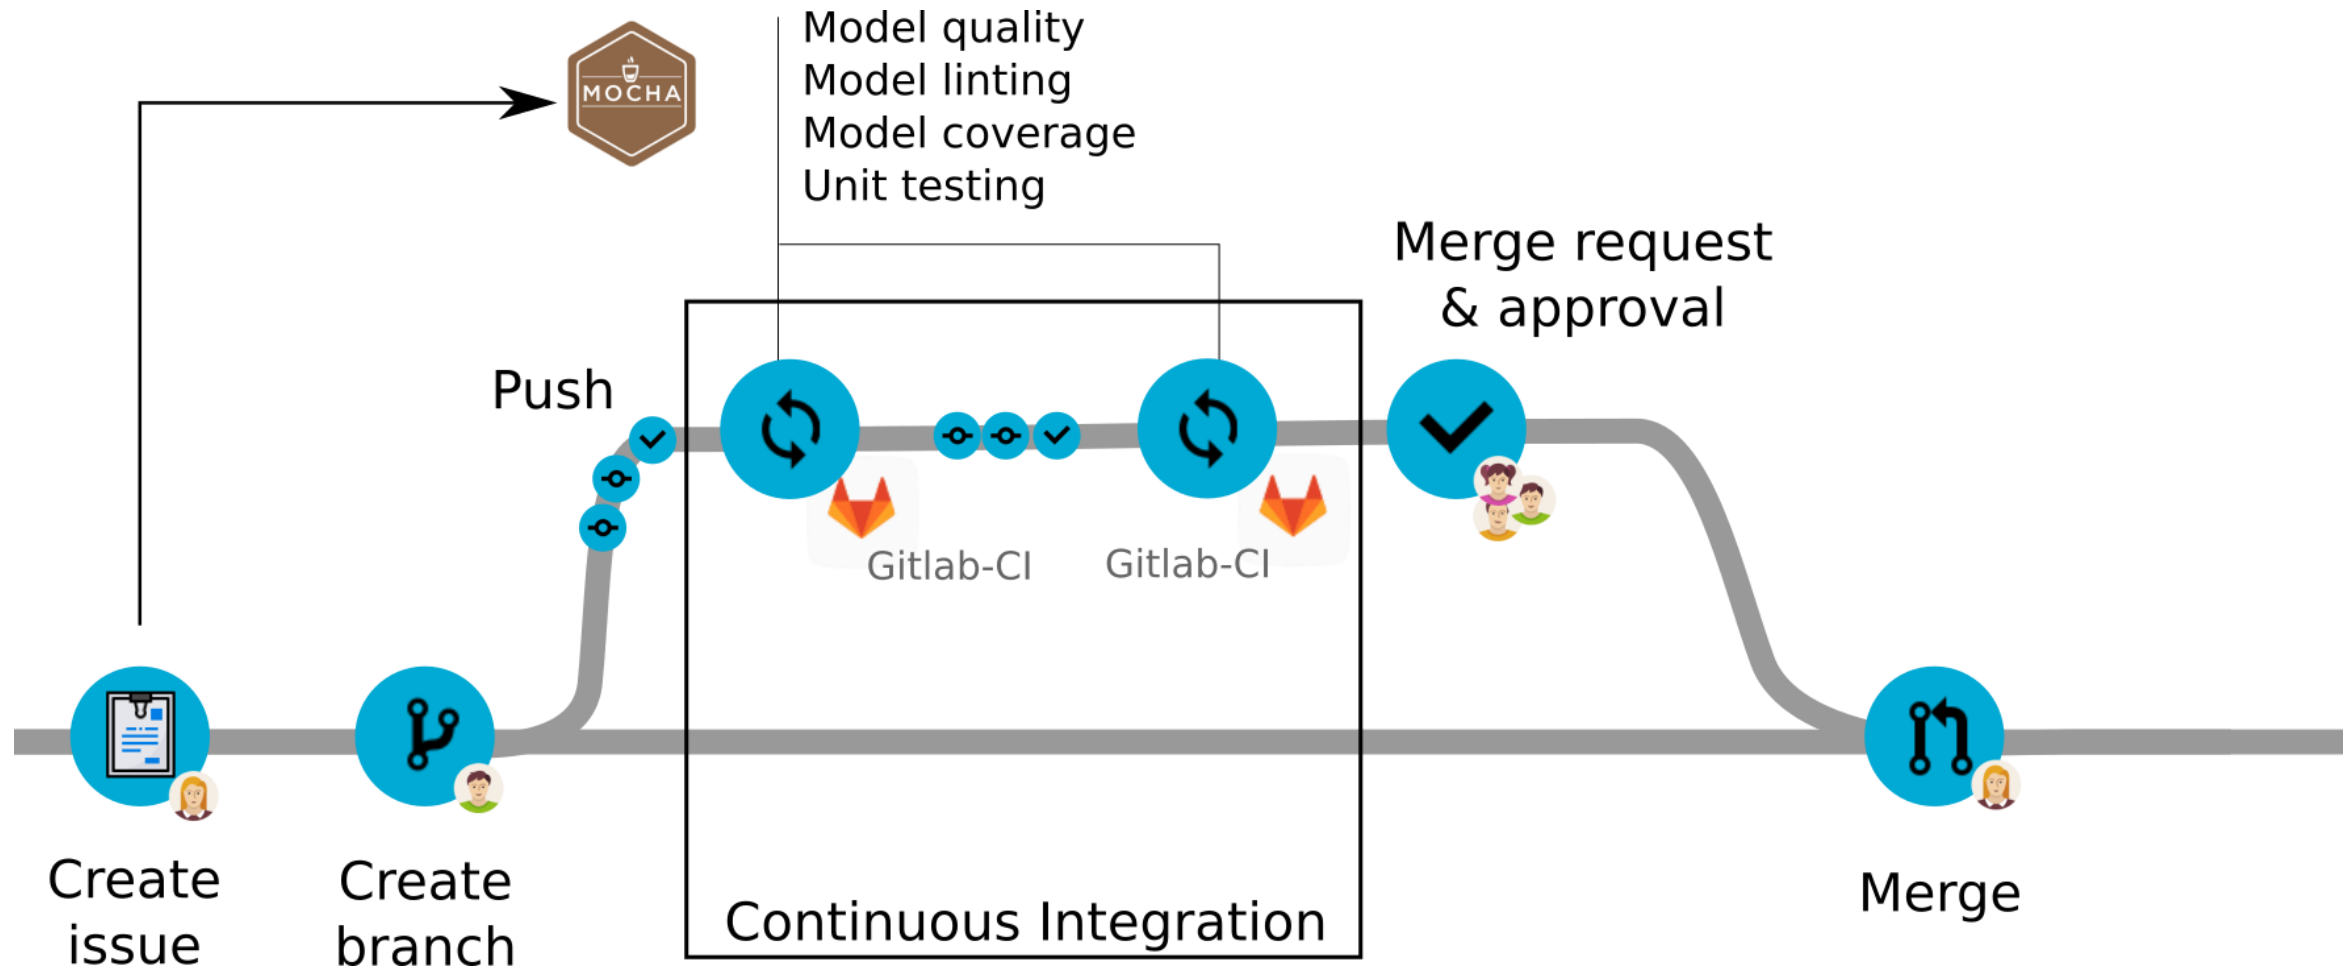 MOCHA
Model quality
Model linting
Model coverage
Unit testing
Merge request
& approval
Push
Gitlab-CI
Gitlab-CI
Create
issue
Create
branch
Continuous Integration
Merge